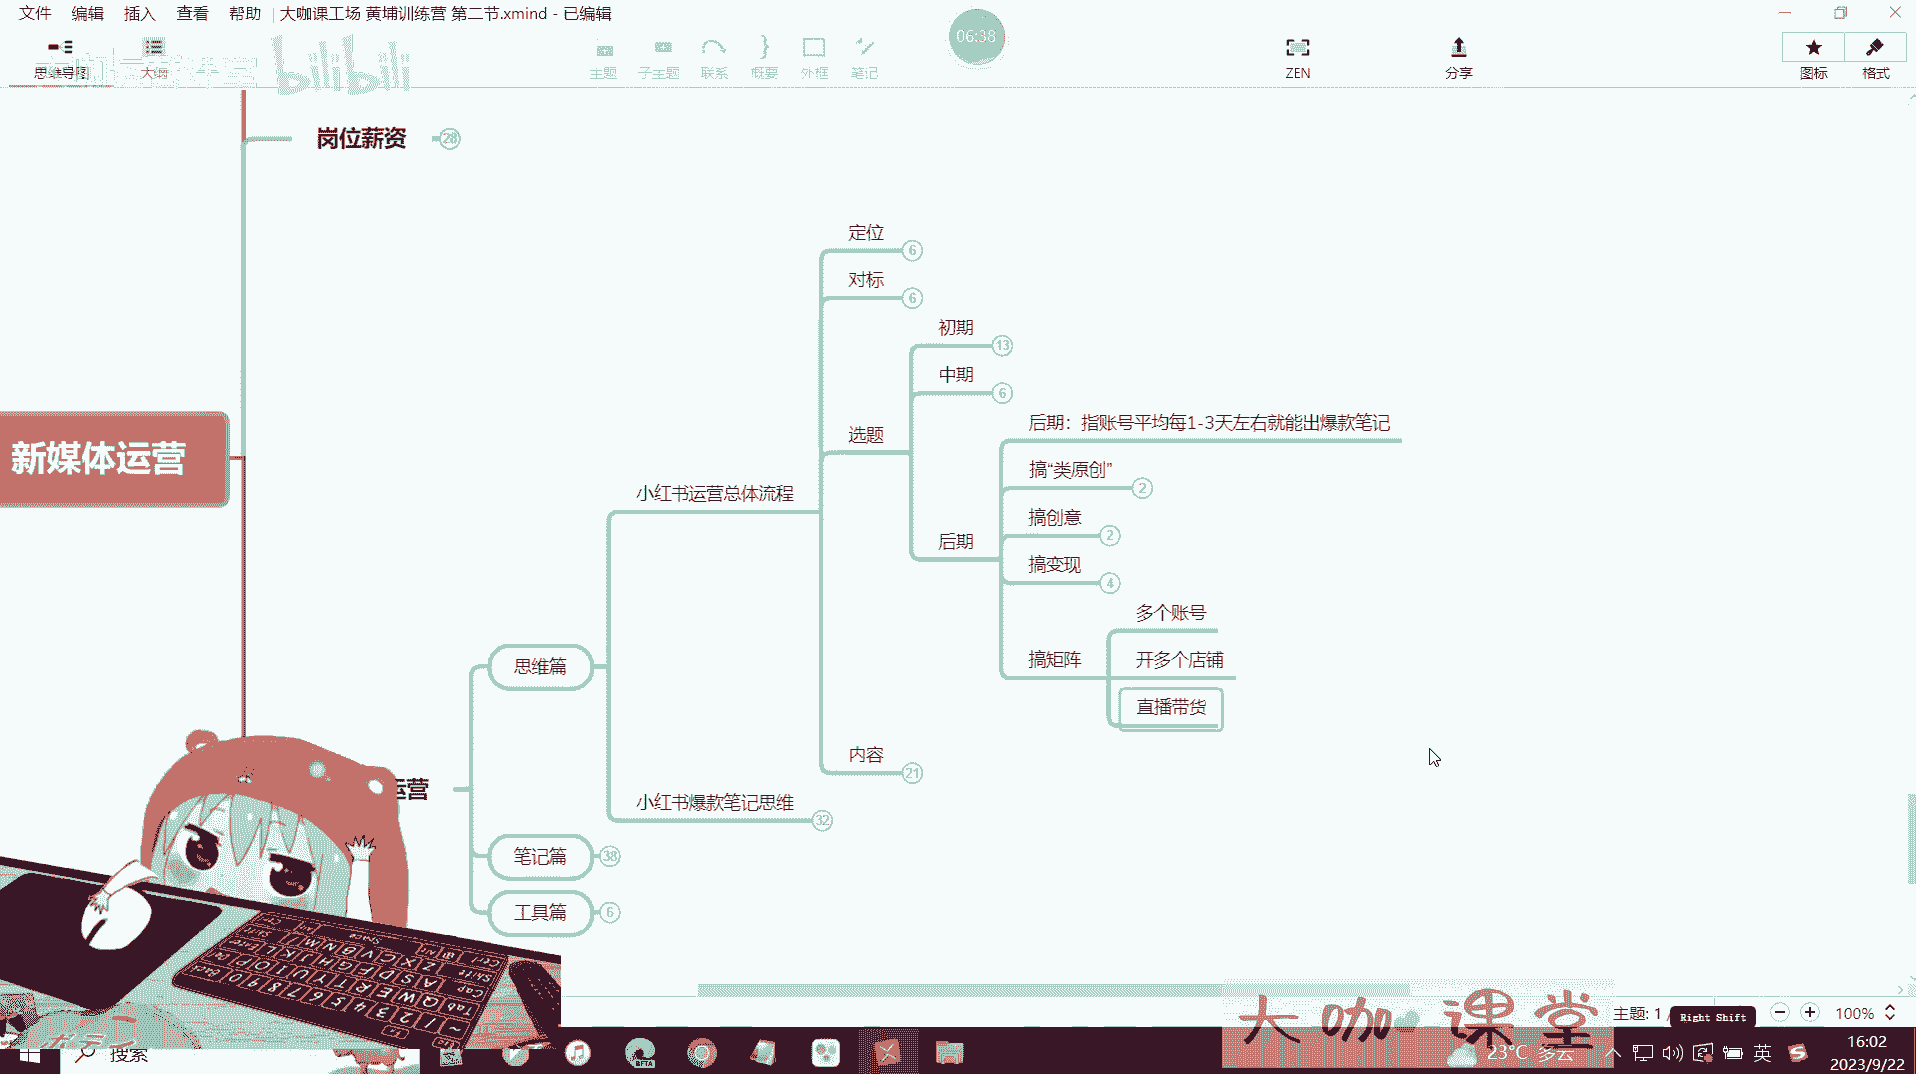 文件 编辑 插入 查看 帮助 大咖课工场 黄埔训练营 第二节.xmind - 已编辑
06:38
思维导图 大纲 bilibili
主题 子主题 联系 概要 外框 笔记
ZEN 分享 图标 格式
岗位薪资 28
定位 6
对标 6
初期 13
中期 6
后期：指账号平均每1-3天左右就能出爆款笔记
选题
新媒体运营
搞“类原创” 2
小红书运营总体流程
搞创意 2
后期
搞变现 4
多个账号
搞矩阵
开多个店铺
思维篇
直播带货
内容 21
运营
小红书爆款笔记思维 32
笔记篇 38
工具篇 6
大咖课堂
主题: 1 /
Right Shift
100%
搜索
23°C 多云
英
16:02
2023/9/22